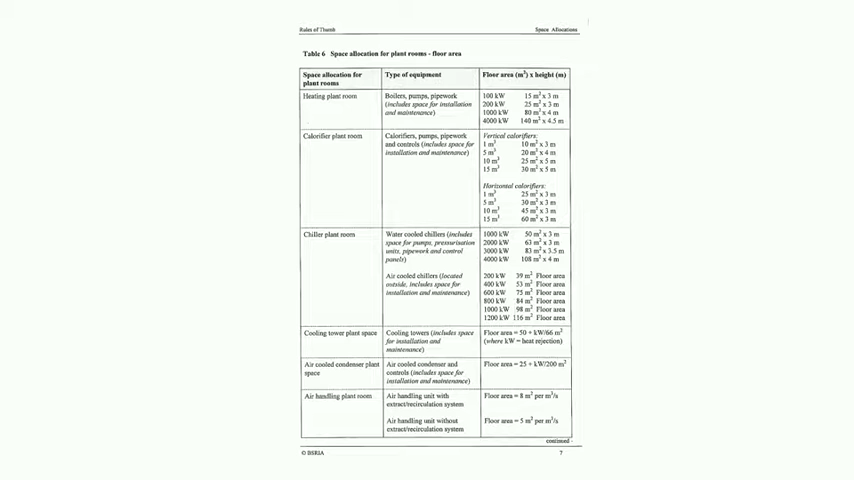 Rules of Thumb
Space Allocations
Table 6 Space allocation for plant rooms - floor area
Space allocation for
plant rooms
Type of equipment
Floor area (m²) x height (m)
Heating plant room
Boilers, pumps, pipework
(includes space for installation
and maintenance)
100 kW 15 m² x 3 m
200 kW 25 m² x 3 m
1000 kW 80 m² x 4 m
4000 kW 140 m² x 4.5 m
Calorifier plant room
Calorifiers, pumps, pipework
and controls (includes space for
installation and maintenance)
Vertical calorifiers:
1 m³ 10 m² x 3 m
5 m³ 20 m² x 4 m
10 m³ 25 m² x 5 m
15 m³ 30 m² x 5 m
Horizontal calorifiers:
1 m³ 25 m² x 3 m
5 m³ 30 m² x 3 m
10 m³ 45 m² x 3 m
15 m³ 60 m² x 3 m
Chiller plant room
Water cooled chillers (includes
space for pumps, pressurisation
units, pipework and control
panels)
1000 kW 50 m² x 3 m
2000 kW 63 m² x 3 m
3000 kW 83 m² x 3.5 m
4000 kW 108 m² x 4 m
Air cooled chillers (located
outside, includes space for
installation and maintenance)
200 kW 39 m² Floor area
400 kW 53 m² Floor area
600 kW 75 m² Floor area
800 kW 84 m² Floor area
1000 kW 98 m² Floor area
1200 kW 116 m² Floor area
Cooling tower plant space
Cooling towers (includes space
for installation and
maintenance)
Floor area = 50 + kW/66 m²
(where kW = heat rejection)
Air cooled condenser plant
space
Air cooled condenser and
controls (includes space for
installation and maintenance)
Floor area = 25 + kW/200 m²
Air handling plant room
Air handling unit with
extract/recirculation system
Floor area = 8 m² per m³/s
Air handling unit without
extract/recirculation system
Floor area = 5 m² per m³/s
continued
© BSRIA
7